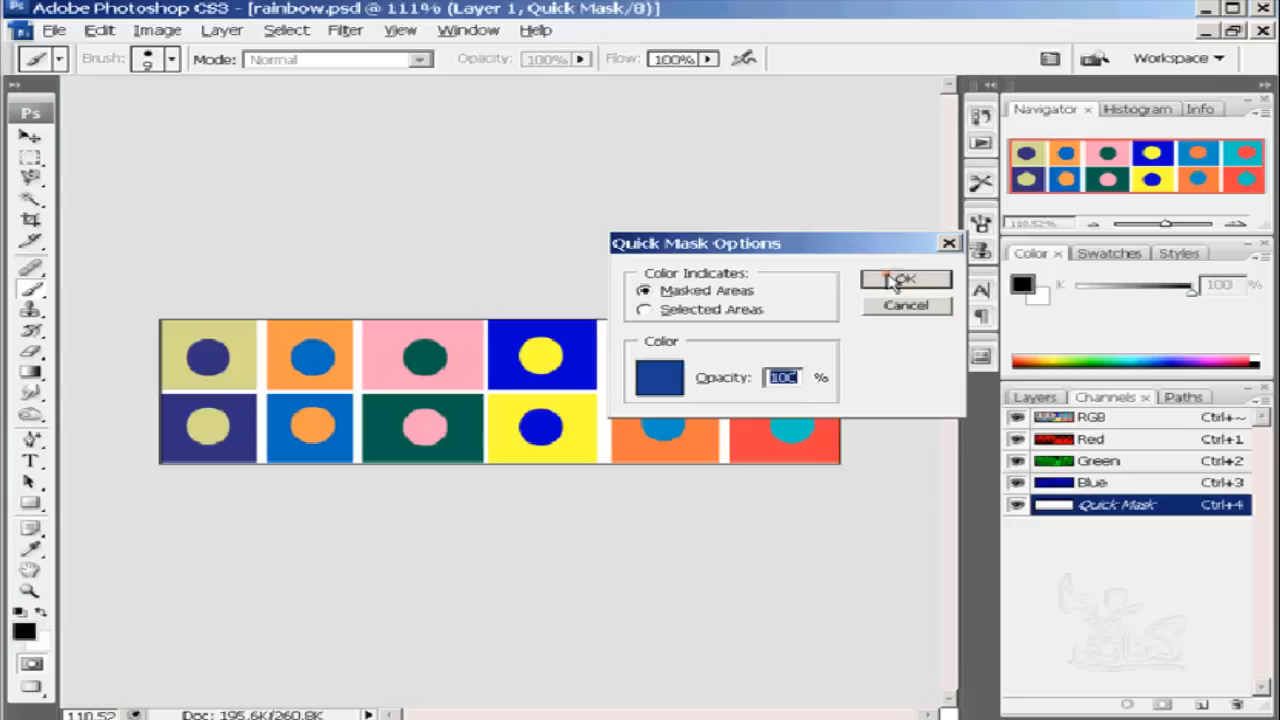 Adobe Photoshop CS3 - [rainbow.psd @ 111% (Layer 1, Quick Mask/8)]
File Edit Image Layer Select Filter View Window Help
Brush: 9 Mode: Normal Opacity: 100% Flow: 100% Workspace
Ps
Navigator × Histogram Info
110.52%
Color × Swatches Styles
K 100 %
Quick Mask Options
Color Indicates:
Masked Areas
Selected Areas
OK
Cancel
Color
Opacity: 100 %
Layers Channels × Paths
RGB Ctrl+~
Red Ctrl+1
Green Ctrl+2
Blue Ctrl+3
Quick Mask Ctrl+4
T
A
110.52 Doc: 195.6K/260.8K